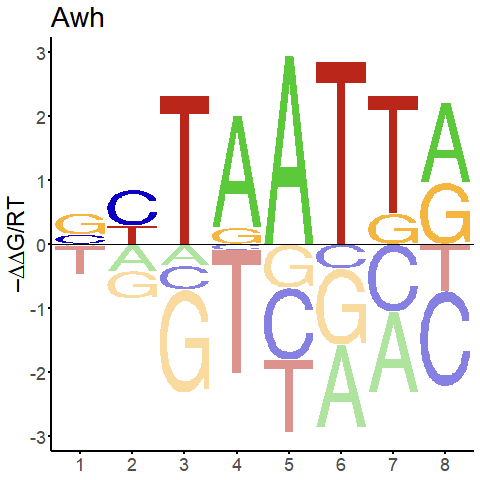 Awh
−ΔΔG/RT
3
2
1
0
-1
-2
-3
G C T A A T T A
C T G G G
T A A C G C C T
G C T C G A C
G T A
1 2 3 4 5 6 7 8